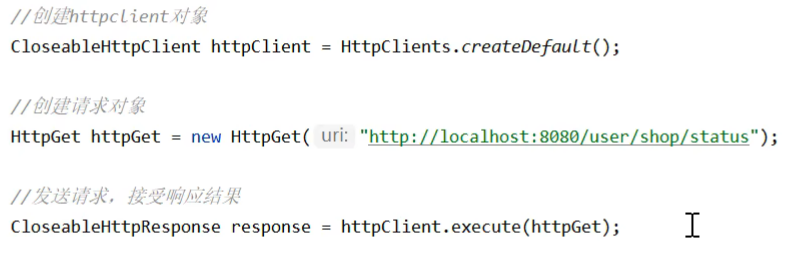 //创建httpclient对象
CloseableHttpClient httpClient = HttpClients.createDefault();
//创建请求对象
HttpGet httpGet = new HttpGet( uri: "http://localhost:8080/user/shop/status");
//发送请求，接受响应结果
CloseableHttpResponse response = httpClient.execute(httpGet);